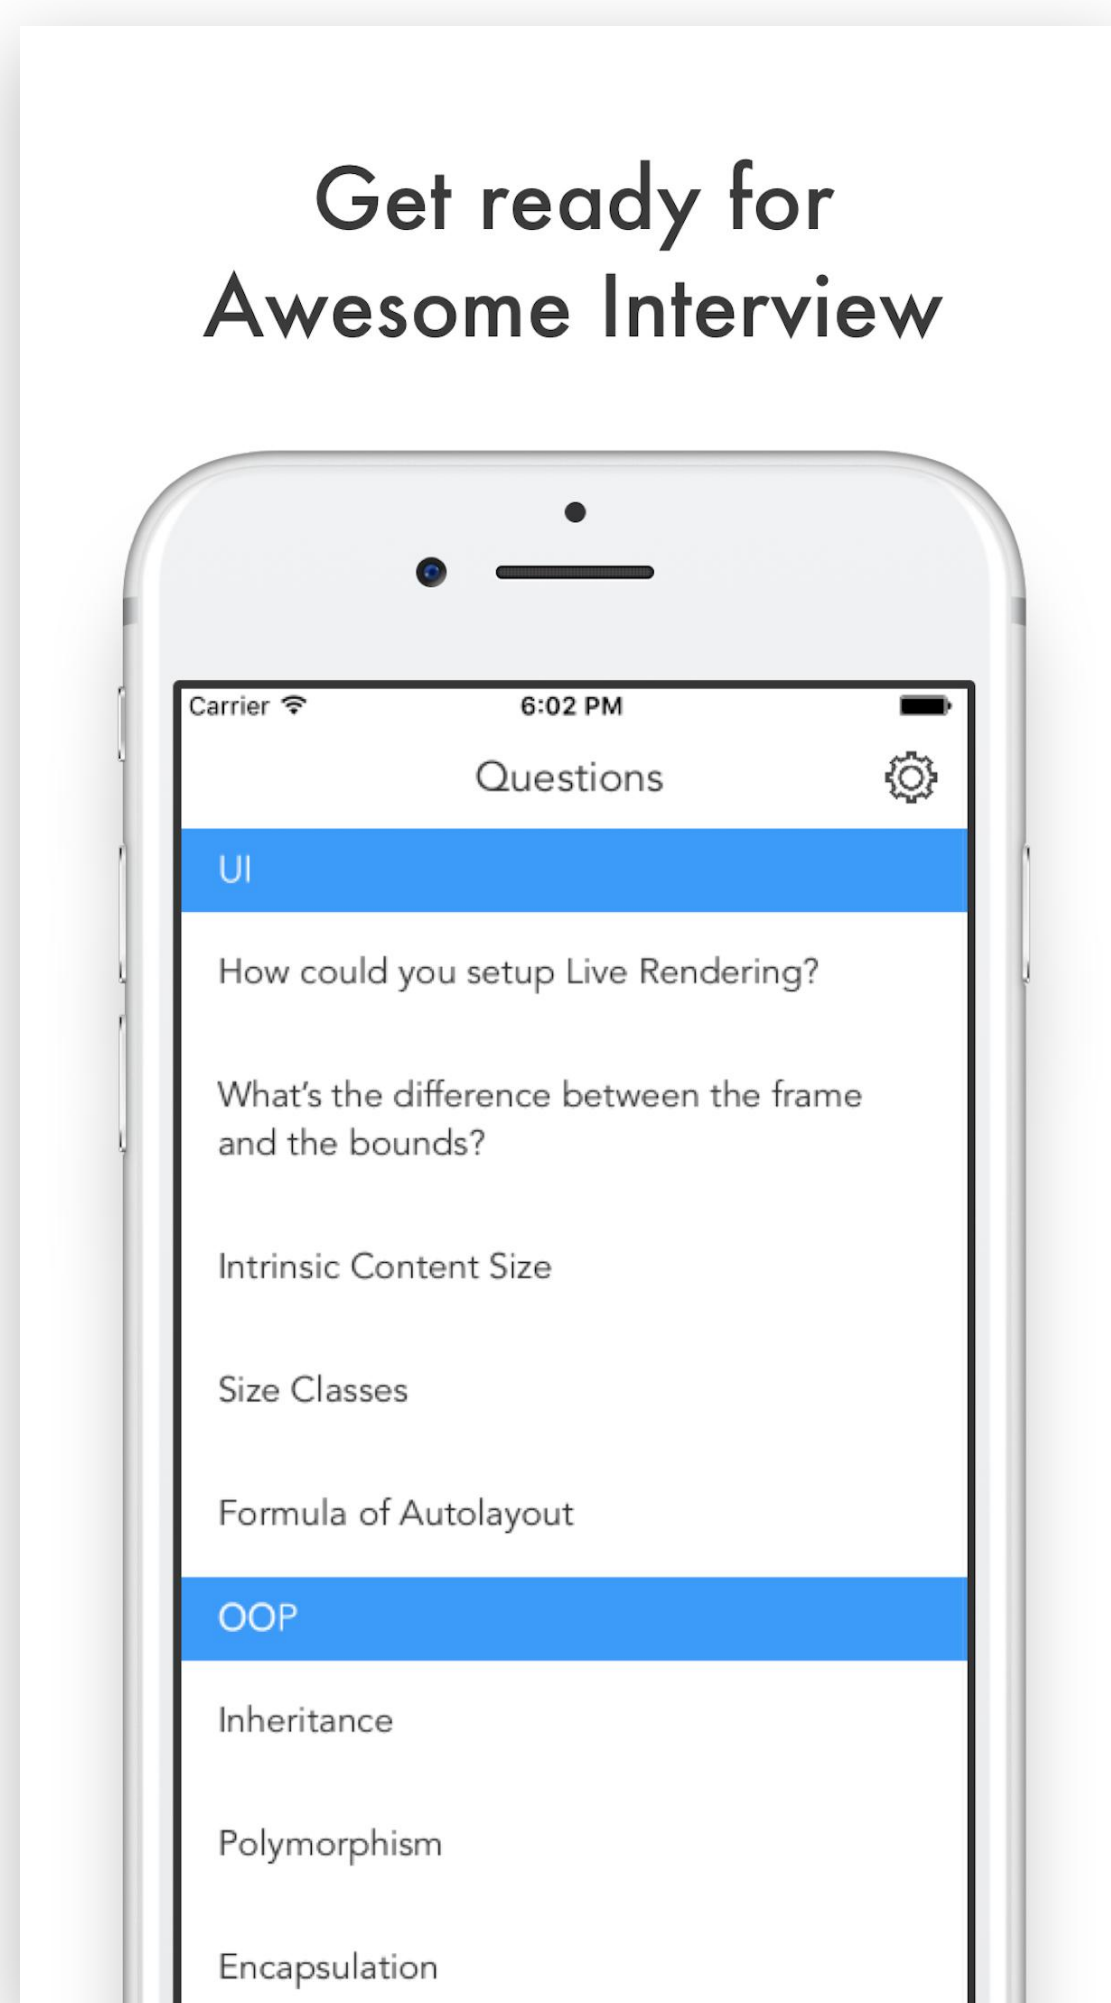 Get ready for
Awesome Interview
Carrier 6:02 PM
Questions
UI
How could you setup Live Rendering?
What's the difference between the frame
and the bounds?
Intrinsic Content Size
Size Classes
Formula of Autolayout
OOP
Inheritance
Polymorphism
Encapsulation